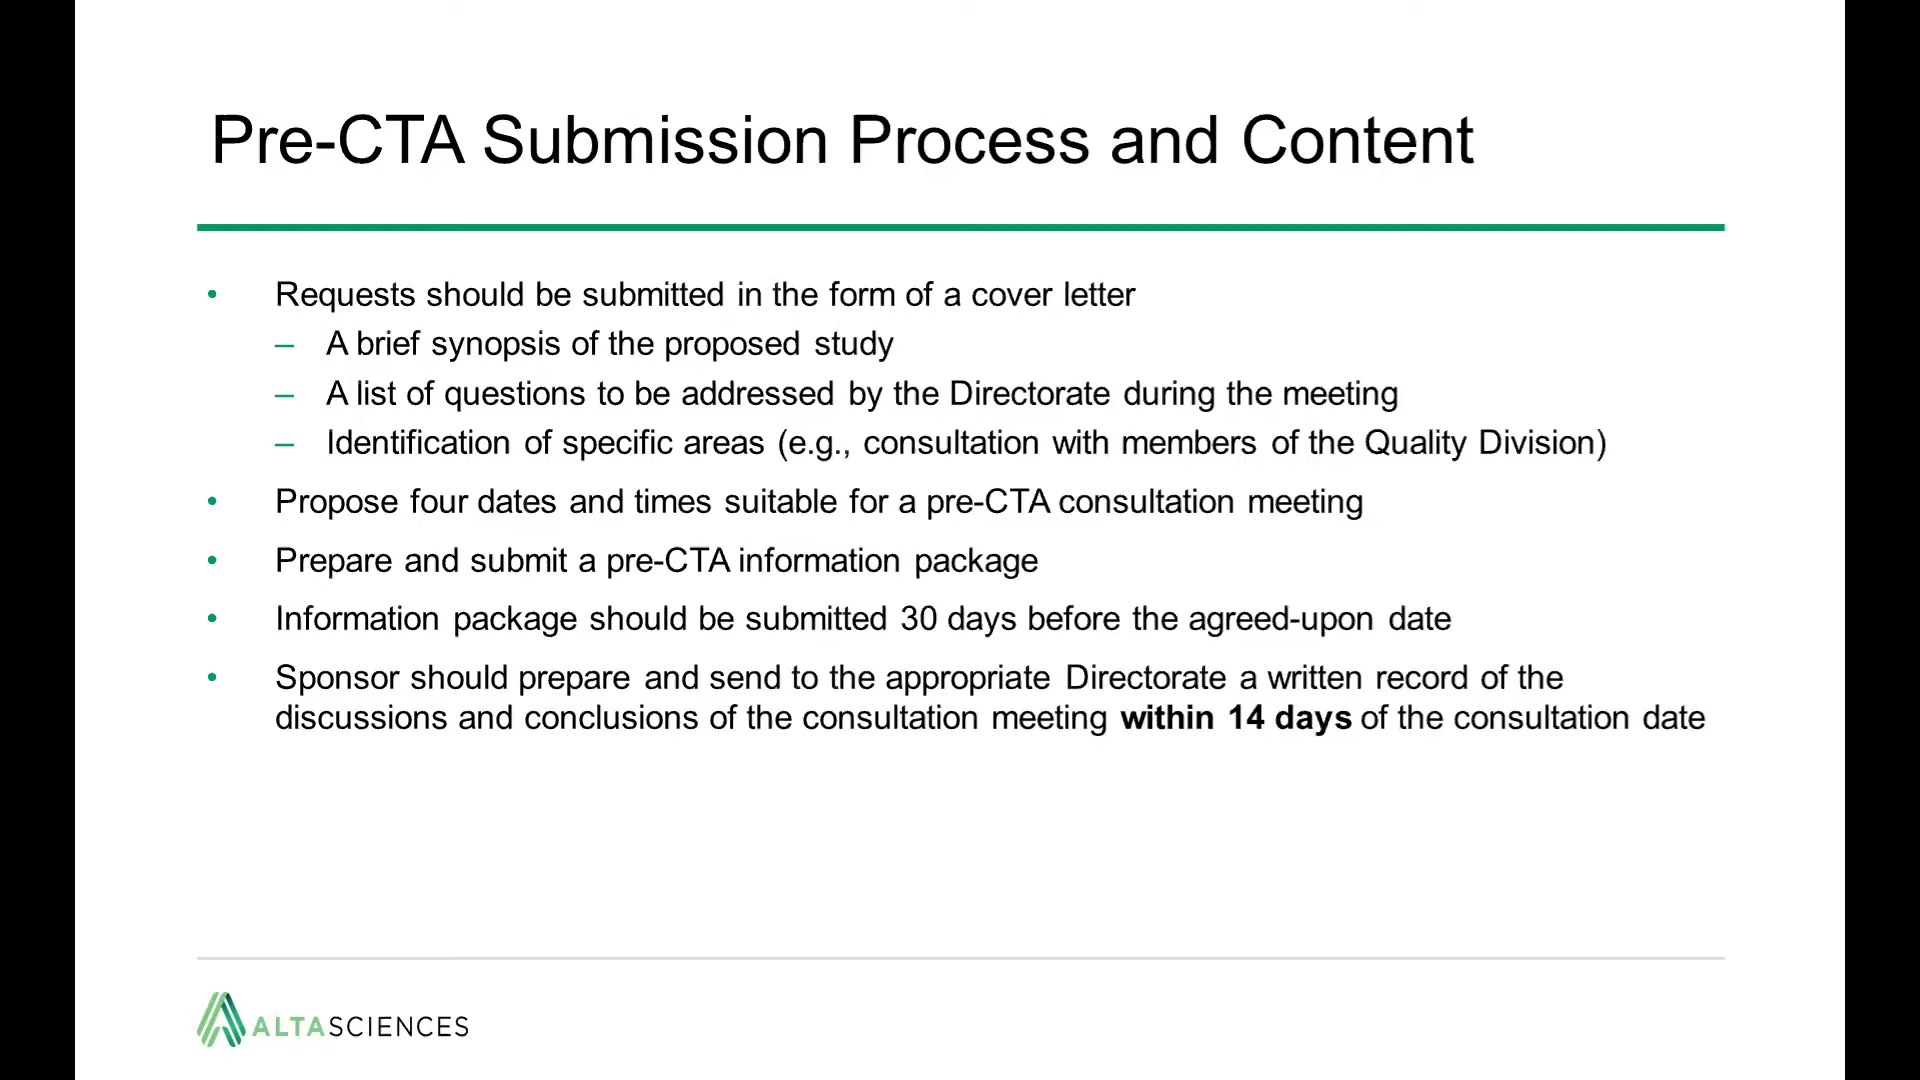 Pre-CTA Submission Process and Content
• Requests should be submitted in the form of a cover letter
– A brief synopsis of the proposed study
– A list of questions to be addressed by the Directorate during the meeting
– Identification of specific areas (e.g., consultation with members of the Quality Division)
• Propose four dates and times suitable for a pre-CTA consultation meeting
• Prepare and submit a pre-CTA information package
• Information package should be submitted 30 days before the agreed-upon date
• Sponsor should prepare and send to the appropriate Directorate a written record of the
discussions and conclusions of the consultation meeting within 14 days of the consultation date
ALTASCIENCES